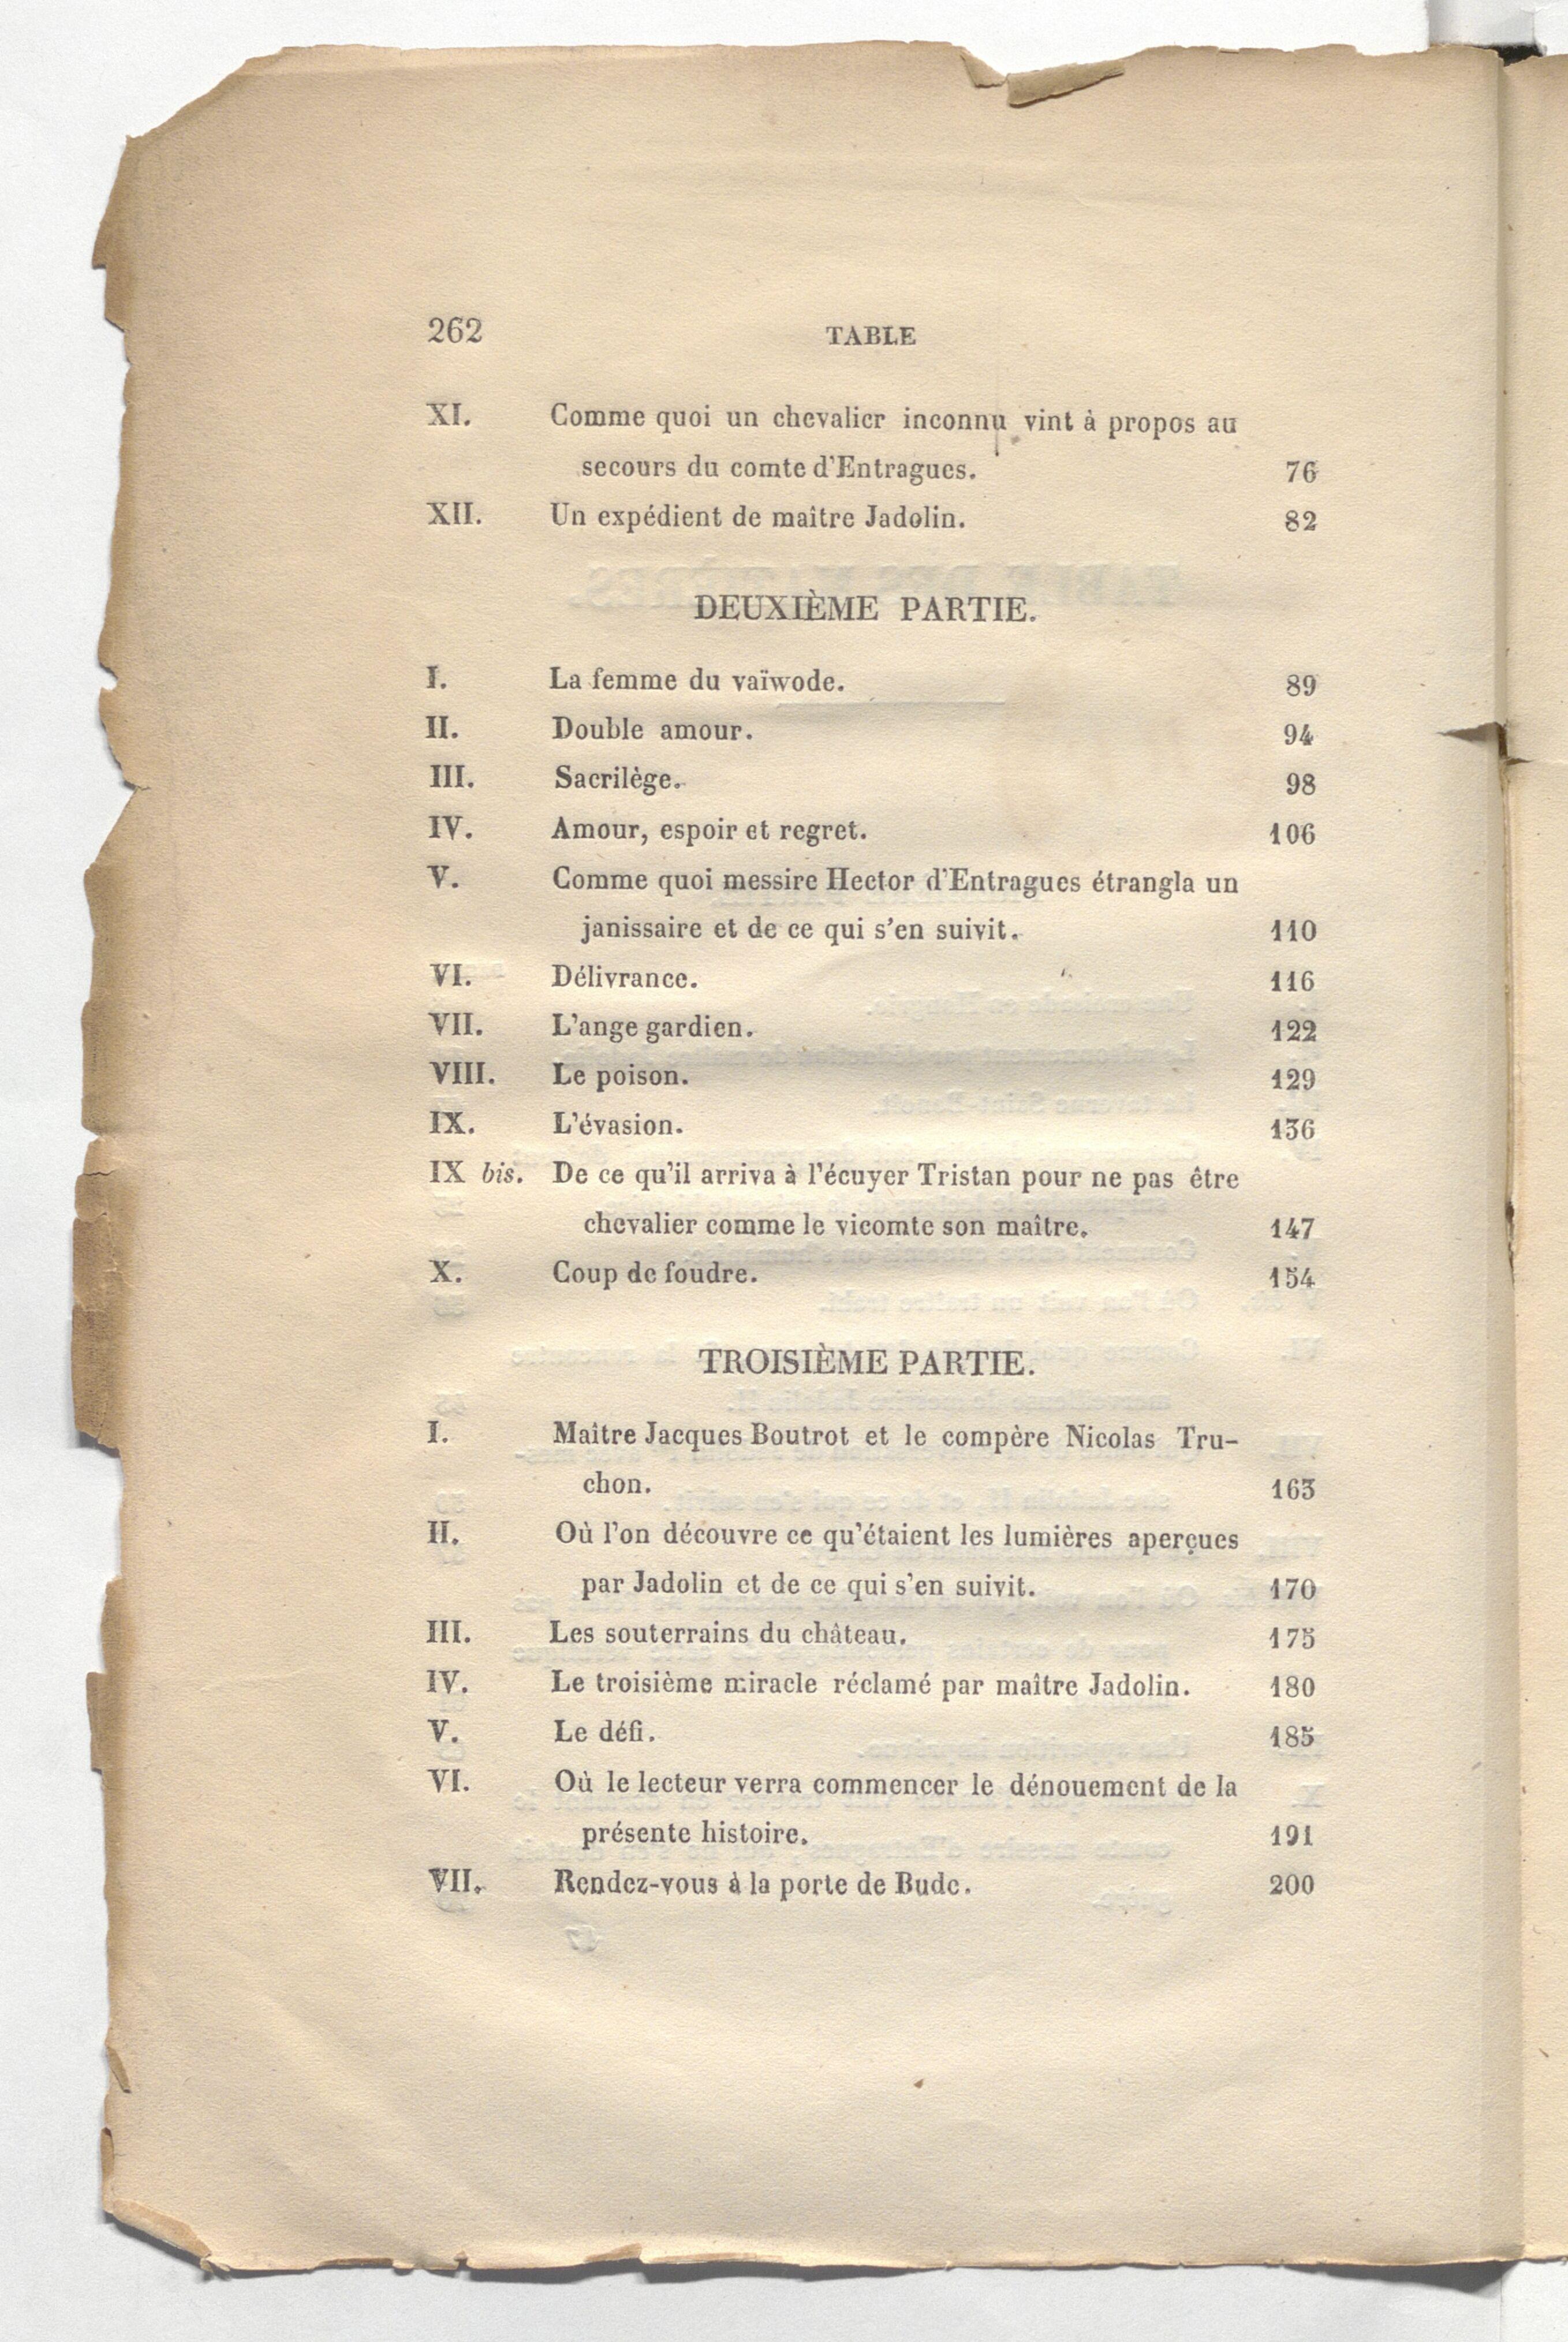 262 TABLE
XI. Comme quoi un chevalier inconnu vint à propos au
secours du comte d'Entragues. 76
XII. Un expédient de maître Jadolin. 82
DEUXIÈME PARTIE.
I. La femme du vaïwode. 89
II. Double amour. 94
III. Sacrilège. 98
IV. Amour, espoir et regret. 106
V. Comme quoi messire Hector d'Entragues étrangla un
janissaire et de ce qui s'en suivit. 110
VI. Délivrance. 116
VII. L'ange gardien. 122
VIII. Le poison. 129
IX. L'évasion. 136
IX bis. De ce qu'il arriva à l'écuyer Tristan pour ne pas être
chevalier comme le vicomte son maître. 147
X. Coup de foudre. 154
TROISIÈME PARTIE.
I. Maître Jacques Boutrot et le compère Nicolas Tru-
chon. 163
II. Où l'on découvre ce qu'étaient les lumières aperçues
par Jadolin et de ce qui s'en suivit. 170
III. Les souterrains du château. 175
IV. Le troisième miracle réclamé par maître Jadolin. 180
V. Le défi. 185
VI. Où le lecteur verra commencer le dénouement de la
présente histoire. 191
VII. Rendez-vous à la porte de Bude. 200